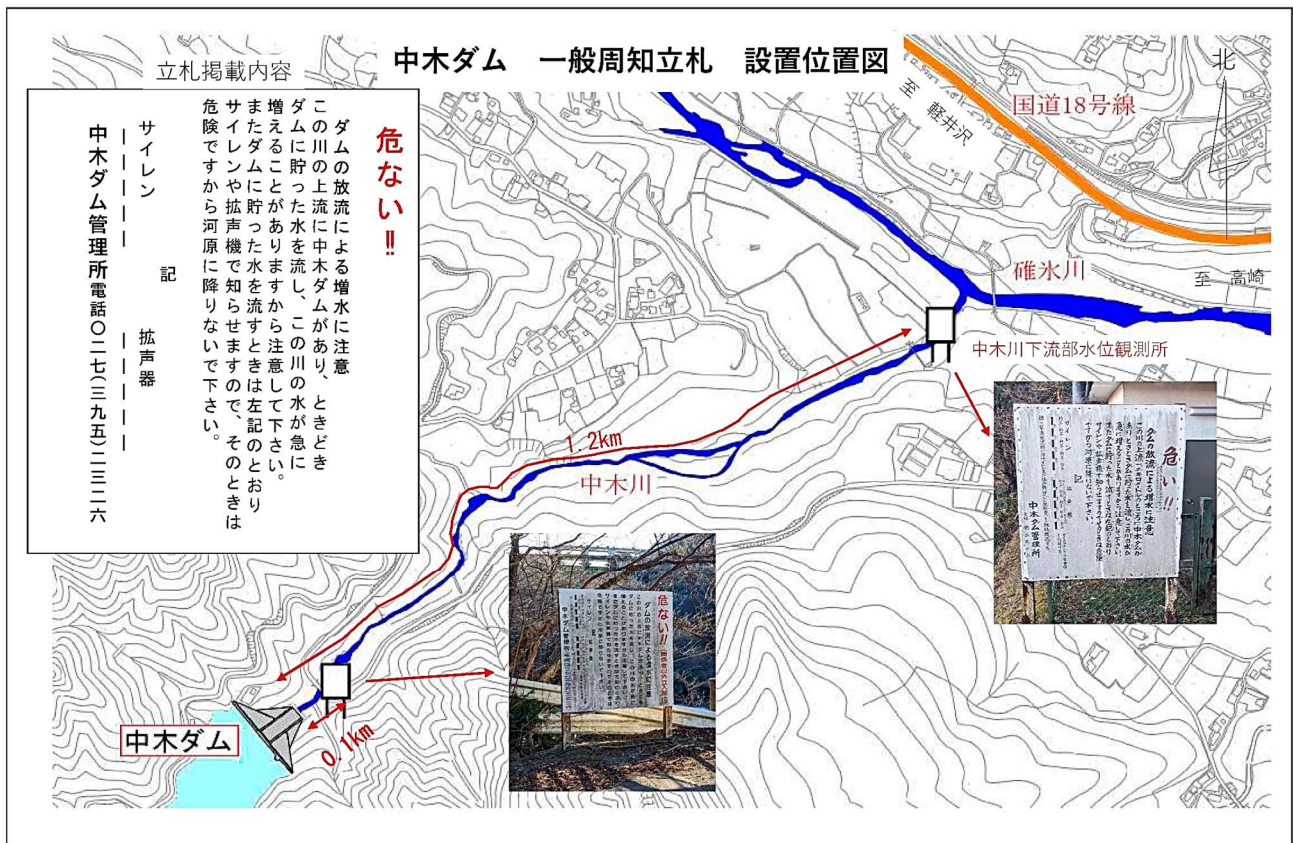 中木ダム 一般周知立札 設置位置図
立札掲載内容
危ない!!
ダムの放流による増水に注意
この川の上流に中木ダムがあり、ときどき
ダムに貯った水を流し、この川の水が急に
増えることがありますから注意して下さい。
またダムに貯った水を流すときは左記のとおり
サイレンや拡声機で知らせますので、そのときは
危険ですから河原に降りないで下さい。
記
サイレン 拡声器
中木ダム管理所電話〇二七(三九五)二三二六
北
国道18号線
至 軽井沢
至 高崎
碓氷川
中木川下流部水位観測所
1.2km
中木川
0.1km
中木ダム
危い!!
ダムの放流による増水に注意
記
サイレン
中木ダム管理所
危ない!!
ダムの放流による増水に注意